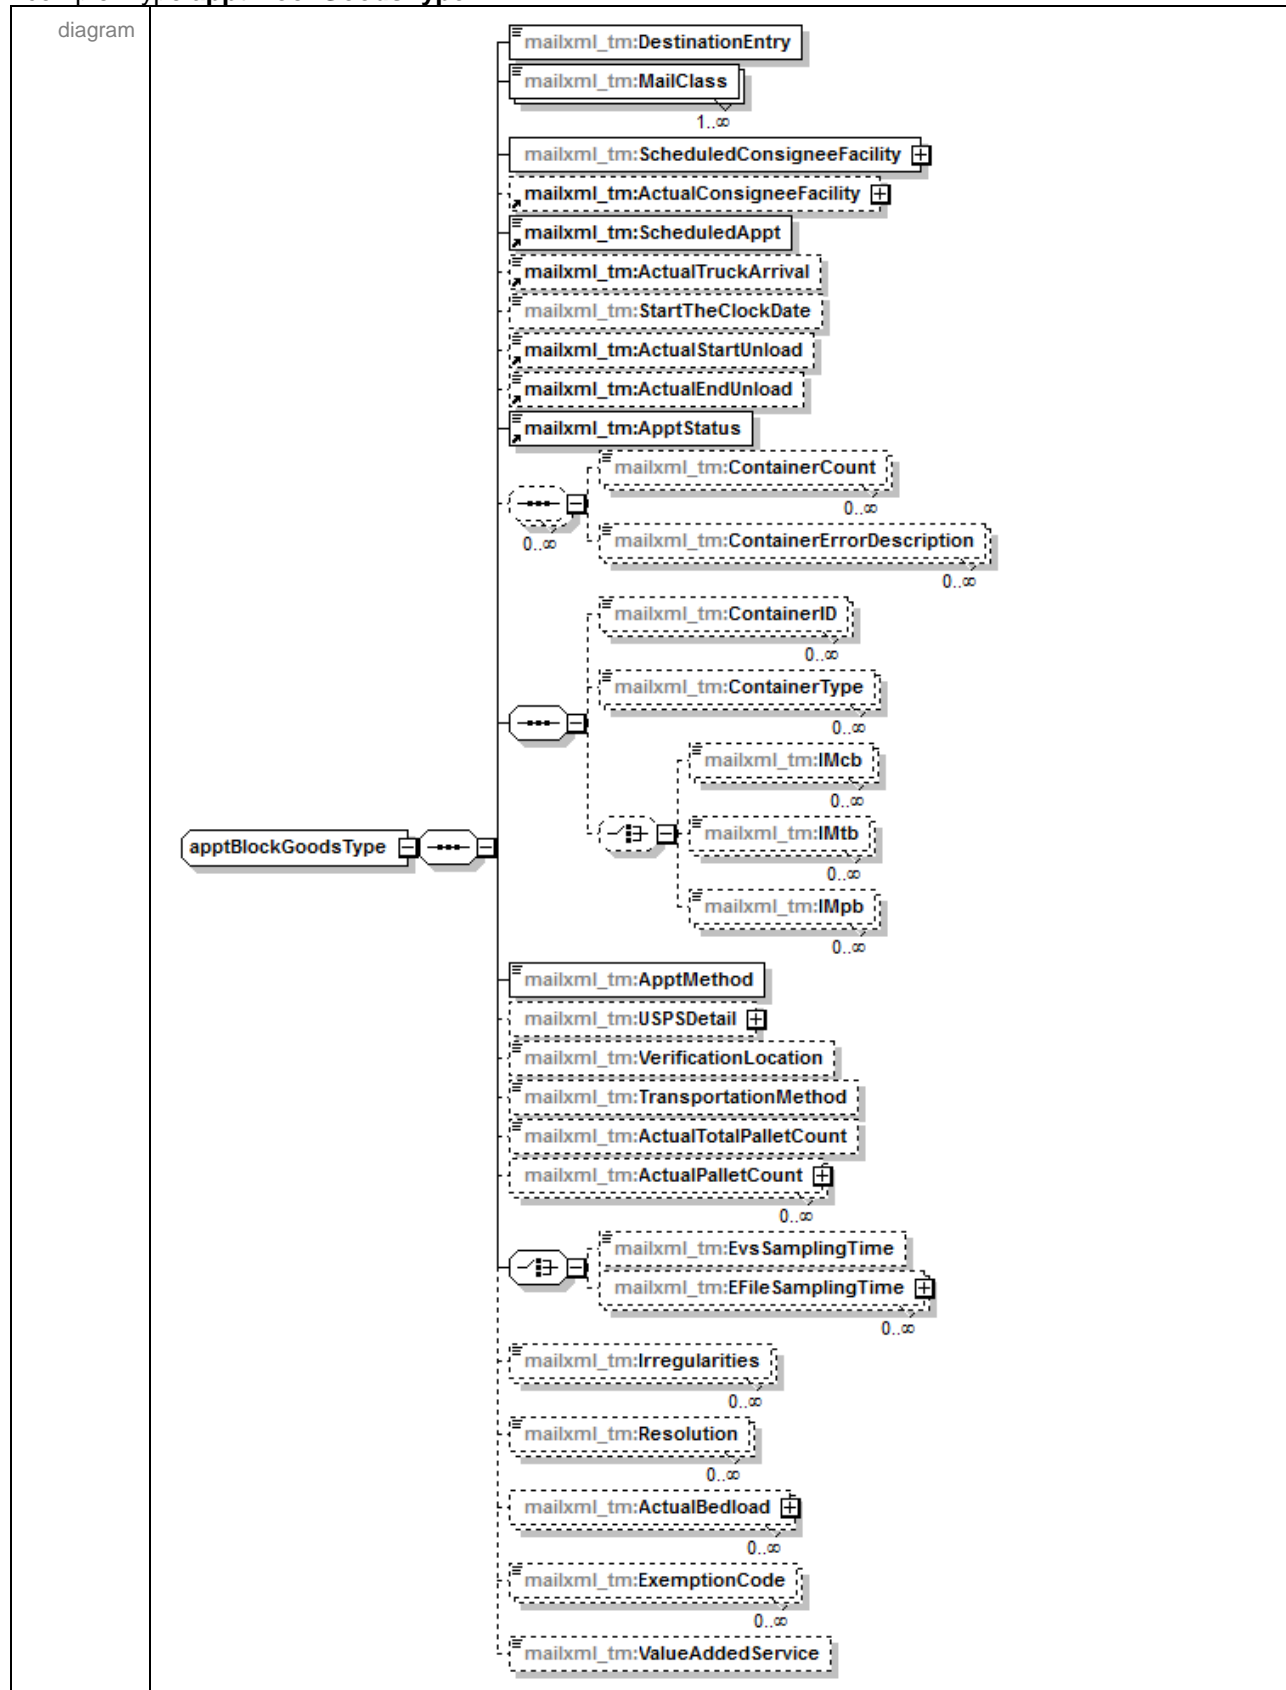 diagram
mailxml_tm:DestinationEntry
mailxml_tm:MailClass
1..∞
mailxml_tm:ScheduledConsigneeFacility
mailxml_tm:ActualConsigneeFacility
mailxml_tm:ScheduledAppt
mailxml_tm:ActualTruckArrival
mailxml_tm:StartTheClockDate
mailxml_tm:ActualStartUnload
mailxml_tm:ActualEndUnload
mailxml_tm:ApptStatus
mailxml_tm:ContainerCount
0..∞
0..∞
mailxml_tm:ContainerErrorDescription
0..∞
mailxml_tm:ContainerID
0..∞
mailxml_tm:ContainerType
0..∞
mailxml_tm:IMcb
0..∞
mailxml_tm:IMtb
0..∞
apptBlockGoodsType
mailxml_tm:IMpb
0..∞
mailxml_tm:ApptMethod
mailxml_tm:USPSDetail
mailxml_tm:VerificationLocation
mailxml_tm:TransportationMethod
mailxml_tm:ActualTotalPalletCount
mailxml_tm:ActualPalletCount
0..∞
mailxml_tm:EvsSamplingTime
mailxml_tm:EFileSamplingTime
0..∞
mailxml_tm:Irregularities
0..∞
mailxml_tm:Resolution
0..∞
mailxml_tm:ActualBedload
0..∞
mailxml_tm:ExemptionCode
0..∞
mailxml_tm:ValueAddedService